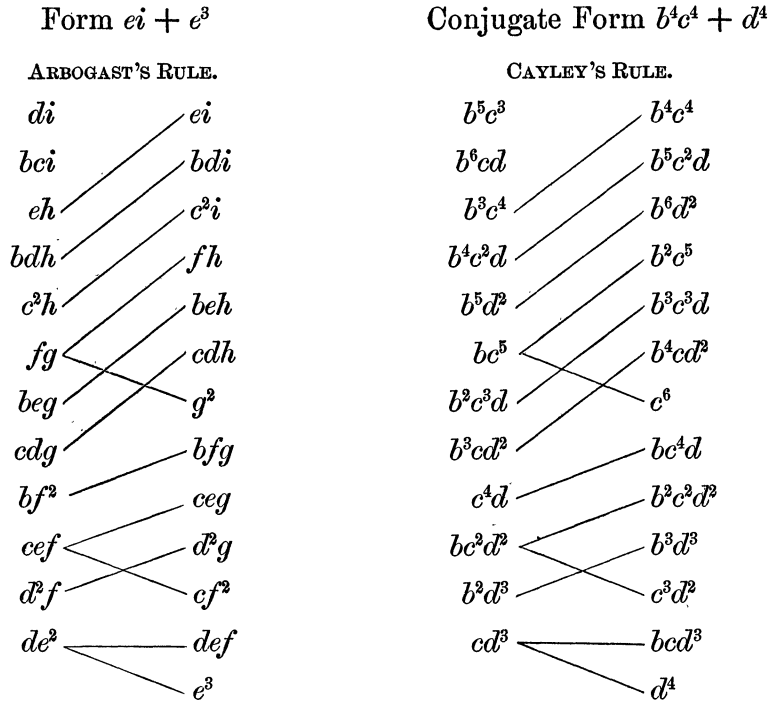 Form ei + e³ Conjugate Form b⁴c⁴ + d⁴
ARBOGAST'S RULE. CAYLEY'S RULE.
di ei b⁵c³ b⁴c⁴
bci bdi b⁶cd b⁵c²d
eh c²i b³c⁴ b⁶d²
bdh fh b⁴c²d b²c⁵
c²h beh b⁵d² b³c³d
fg cdh bc⁵ b⁴cd²
beg g² b²c³d c⁶
cdg bfg b³cd² bc⁴d
bf² ceg c⁴d b²c²d²
cef d²g bc²d² b³d³
d²f cf² b²d³ c³d²
de² def cd³ bcd³
e³ d⁴